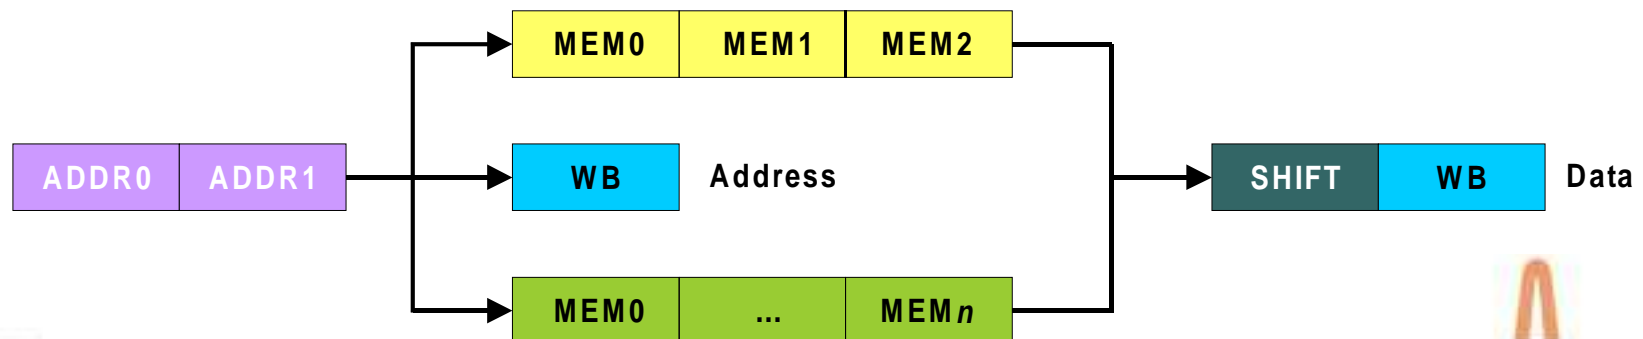 MEM0 MEM1 MEM2
ADDR0 ADDR1 WB Address SHIFT WB Data
MEM0 ... MEMn